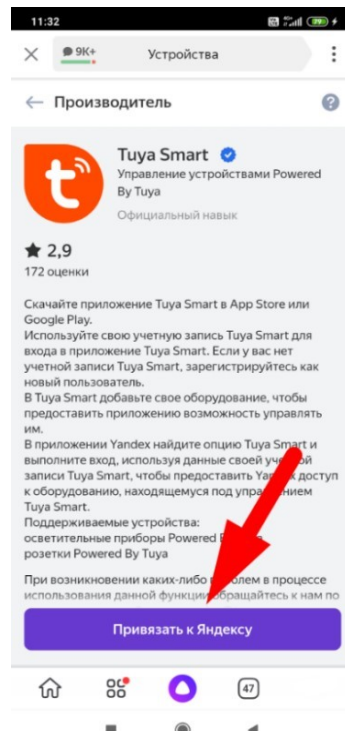 11:32
9K+ Устройства
Производитель
Tuya Smart
Управление устройствами Powered
By Tuya
Официальный навык
2,9
172 оценки
Скачайте приложение Tuya Smart в App Store или
Google Play.
Используйте свою учетную запись Tuya Smart для
входа в приложение Tuya Smart. Если у вас нет
учетной записи Tuya Smart, зарегистрируйтесь как
новый пользователь.
В Tuya Smart добавьте свое оборудование, чтобы
предоставить приложению возможность управлять
им.
В приложении Yandex найдите опцию Tuya Smart и
выполните вход, используя данные своей учетной
записи Tuya Smart, чтобы предоставить Yandex доступ
к оборудованию, находящемуся под управлением
Tuya Smart.
Поддерживаемые устройства:
осветительные приборы Powered By Tuya
розетки Powered By Tuya
При возникновении каких-либо проблем в процессе
использования данной функции обращайтесь к нам по
Привязать к Яндексу
47